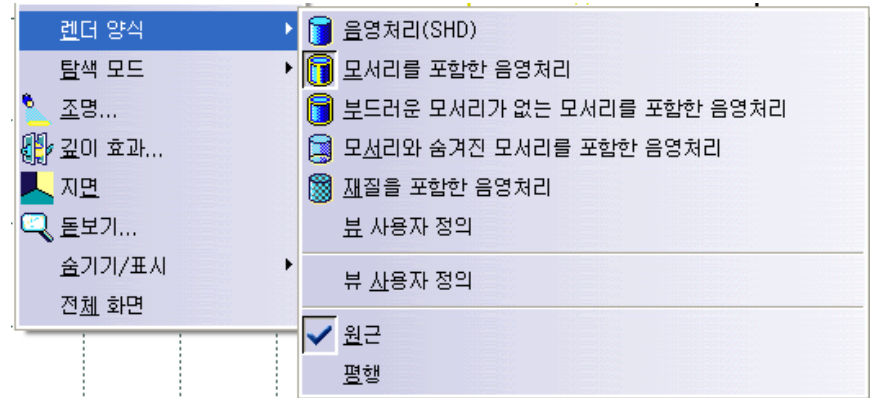 렌더 양식
탐색 모드
조명...
깊이 효과...
지면
돋보기...
숨기기/표시
전체 화면
음영처리(SHD)
모서리를 포함한 음영처리
부드러운 모서리가 없는 모서리를 포함한 음영처리
모서리와 숨겨진 모서리를 포함한 음영처리
재질을 포함한 음영처리
뷰 사용자 정의
뷰 사용자 정의
원근
평행